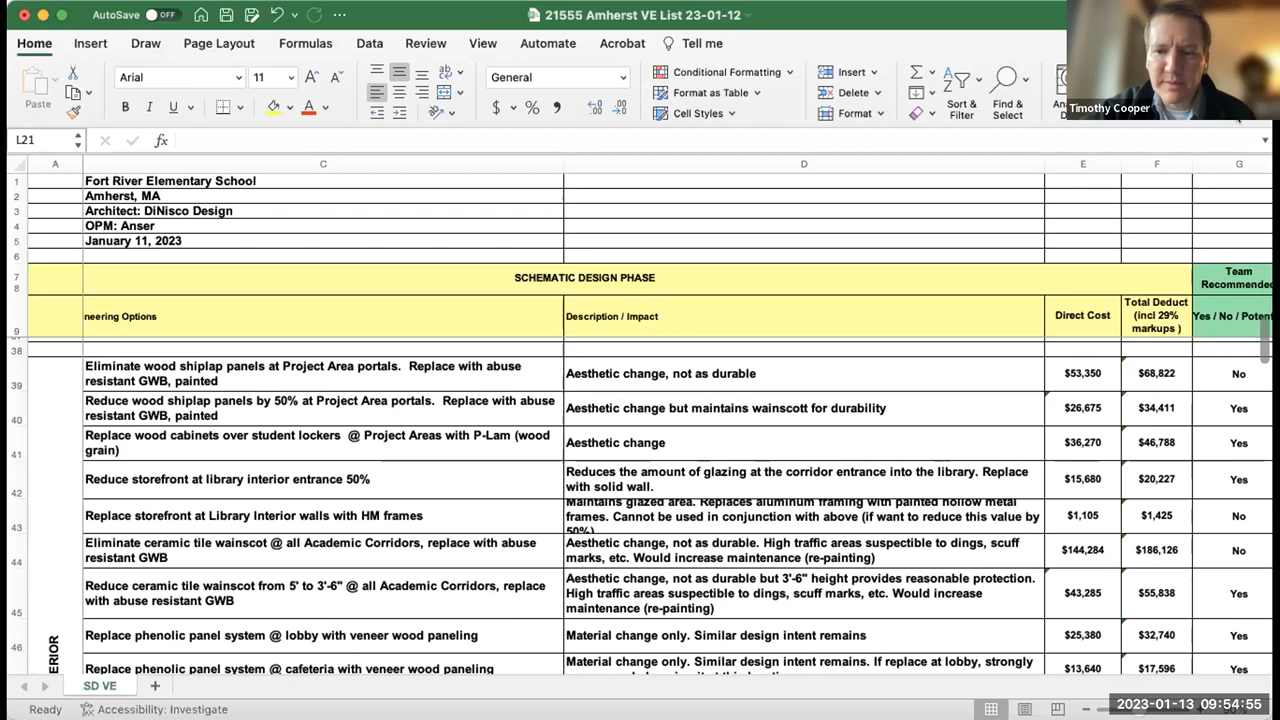 AutoSave OFF
21555 Amherst VE List 23-01-12
Home Insert Draw Page Layout Formulas Data Review View Automate Acrobat Tell me
Paste
Arial 11
B I U
General
$ %
Conditional Formatting
Format as Table
Cell Styles
Insert
Delete
Format
Sort &
Filter
Find &
Select
Timothy Cooper
L21 fx
A C D E F G
1 Fort River Elementary School
2 Amherst, MA
3 Architect: DiNisco Design
4 OPM: Anser
5 January 11, 2023
6
7 SCHEMATIC DESIGN PHASE
8
Team
Recommended
9 neering Options
Description / Impact
Direct Cost
Total Deduct
(incl 29%
markups )
Yes / No / Potent
38
39 Eliminate wood shiplap panels at Project Area portals. Replace with abuse
resistant GWB, painted
Aesthetic change, not as durable
$53,350 $68,822 No
40 Reduce wood shiplap panels by 50% at Project Area portals. Replace with abuse
resistant GWB, painted
Aesthetic change but maintains wainscott for durability
$26,675 $34,411 Yes
41 Replace wood cabinets over student lockers @ Project Areas with P-Lam (wood
grain)
Aesthetic change
$36,270 $46,788 Yes
42 Reduce storefront at library interior entrance 50%
Reduces the amount of glazing at the corridor entrance into the library. Replace
with solid wall.
$15,680 $20,227 Yes
43 Replace storefront at Library Interior walls with HM frames
Maintains glazed area. Replaces aluminum framing with painted hollow metal
frames. Cannot be used in conjunction with above (if want to reduce this value by
50%)
$1,105 $1,425 No
44 Eliminate ceramic tile wainscot @ all Academic Corridors, replace with abuse
resistant GWB
Aesthetic change, not as durable. High traffic areas suspectible to dings, scuff
marks, etc. Would increase maintenance (re-painting)
$144,284 $186,126 No
45 Reduce ceramic tile wainscot from 5' to 3'-6" @ all Academic Corridors, replace
with abuse resistant GWB
Aesthetic change, not as durable but 3'-6" height provides reasonable protection.
High traffic areas suspectible to dings, scuff marks, etc. Would increase
maintenance (re-painting)
$43,285 $55,838 Yes
46 Replace phenolic panel system @ lobby with veneer wood paneling
Material change only. Similar design intent remains
$25,380 $32,740 Yes
ERIOR
Replace phenolic panel system @ cafeteria with veneer wood paneling
Material change only. Similar design intent remains. If replace at lobby, strongly
$13,640 $17,596 Yes
SD VE
Ready Accessibility: Investigate
2023-01-13 09:54:55